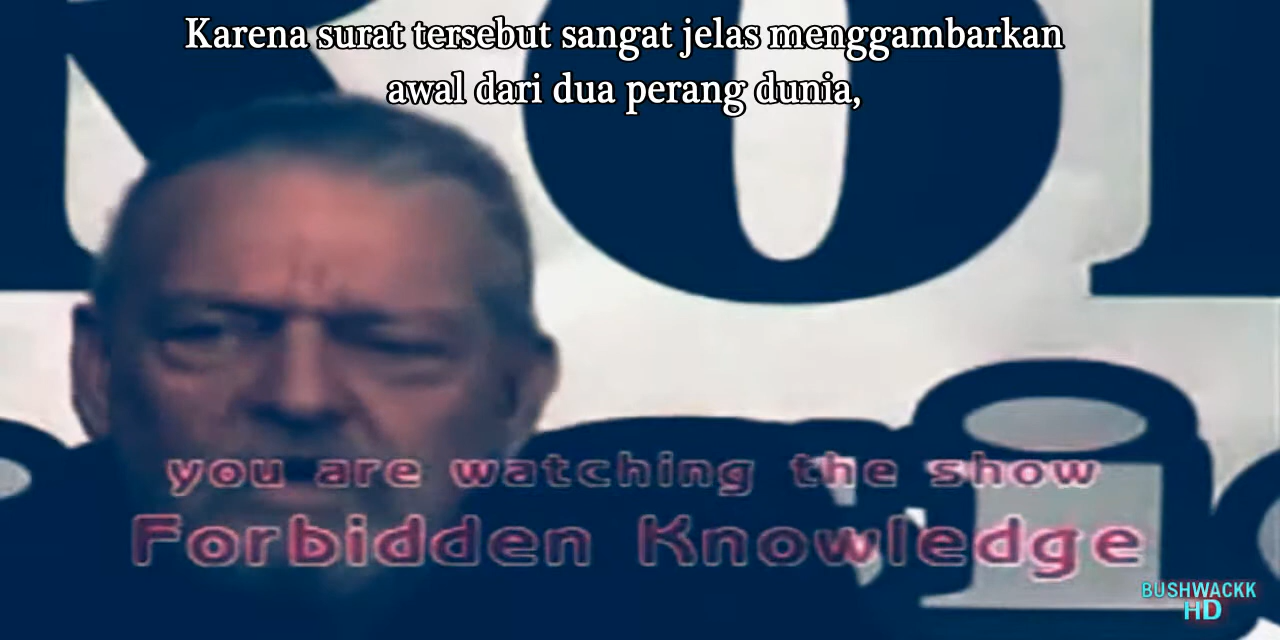 Karena surat tersebut sangat jelas menggambarkan
awal dari dua perang dunia,
you are watching the show
Forbidden Knowledge
BUSHWACKK
HD